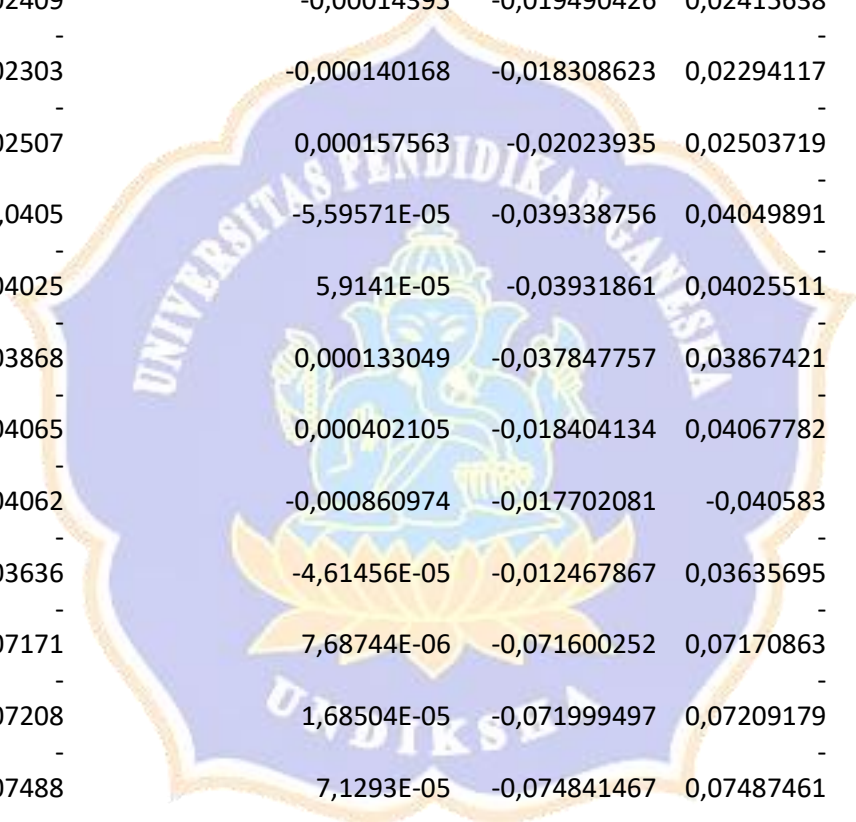 02409 -0,00014395 -0,019490426 0,02415638
- -
02303 -0,000140168 -0,018308623 0,02294117
- -
02507 0,000157563 -0,02023935 0,02503719
-
,0405 -5,59571E-05 -0,039338756 0,04049891
- -
04025 5,9141E-05 -0,03931861 0,04025511
- -
03868 0,000133049 -0,037847757 0,03867421
- -
04065 0,000402105 -0,018404134 0,04067782
-
04062 -0,000860974 -0,017702081 -0,040583
- -
03636 -4,61456E-05 -0,012467867 0,03635695
- -
07171 7,68744E-06 -0,071600252 0,07170863
- -
07208 1,68504E-05 -0,071999497 0,07209179
- -
07488 7,1293E-05 -0,074841467 0,07487461
UNIVERSITAS PENDIDIKAN GANESHA
UNDIKSHA